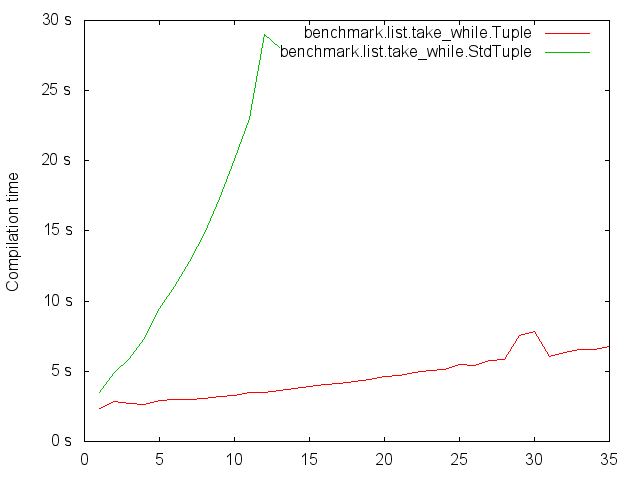 30 s
25 s
20 s
15 s
10 s
5 s
0 s
Compilation time
benchmark.list.take_while.Tuple
benchmark.list.take_while.StdTuple
0 5 10 15 20 25 30 35